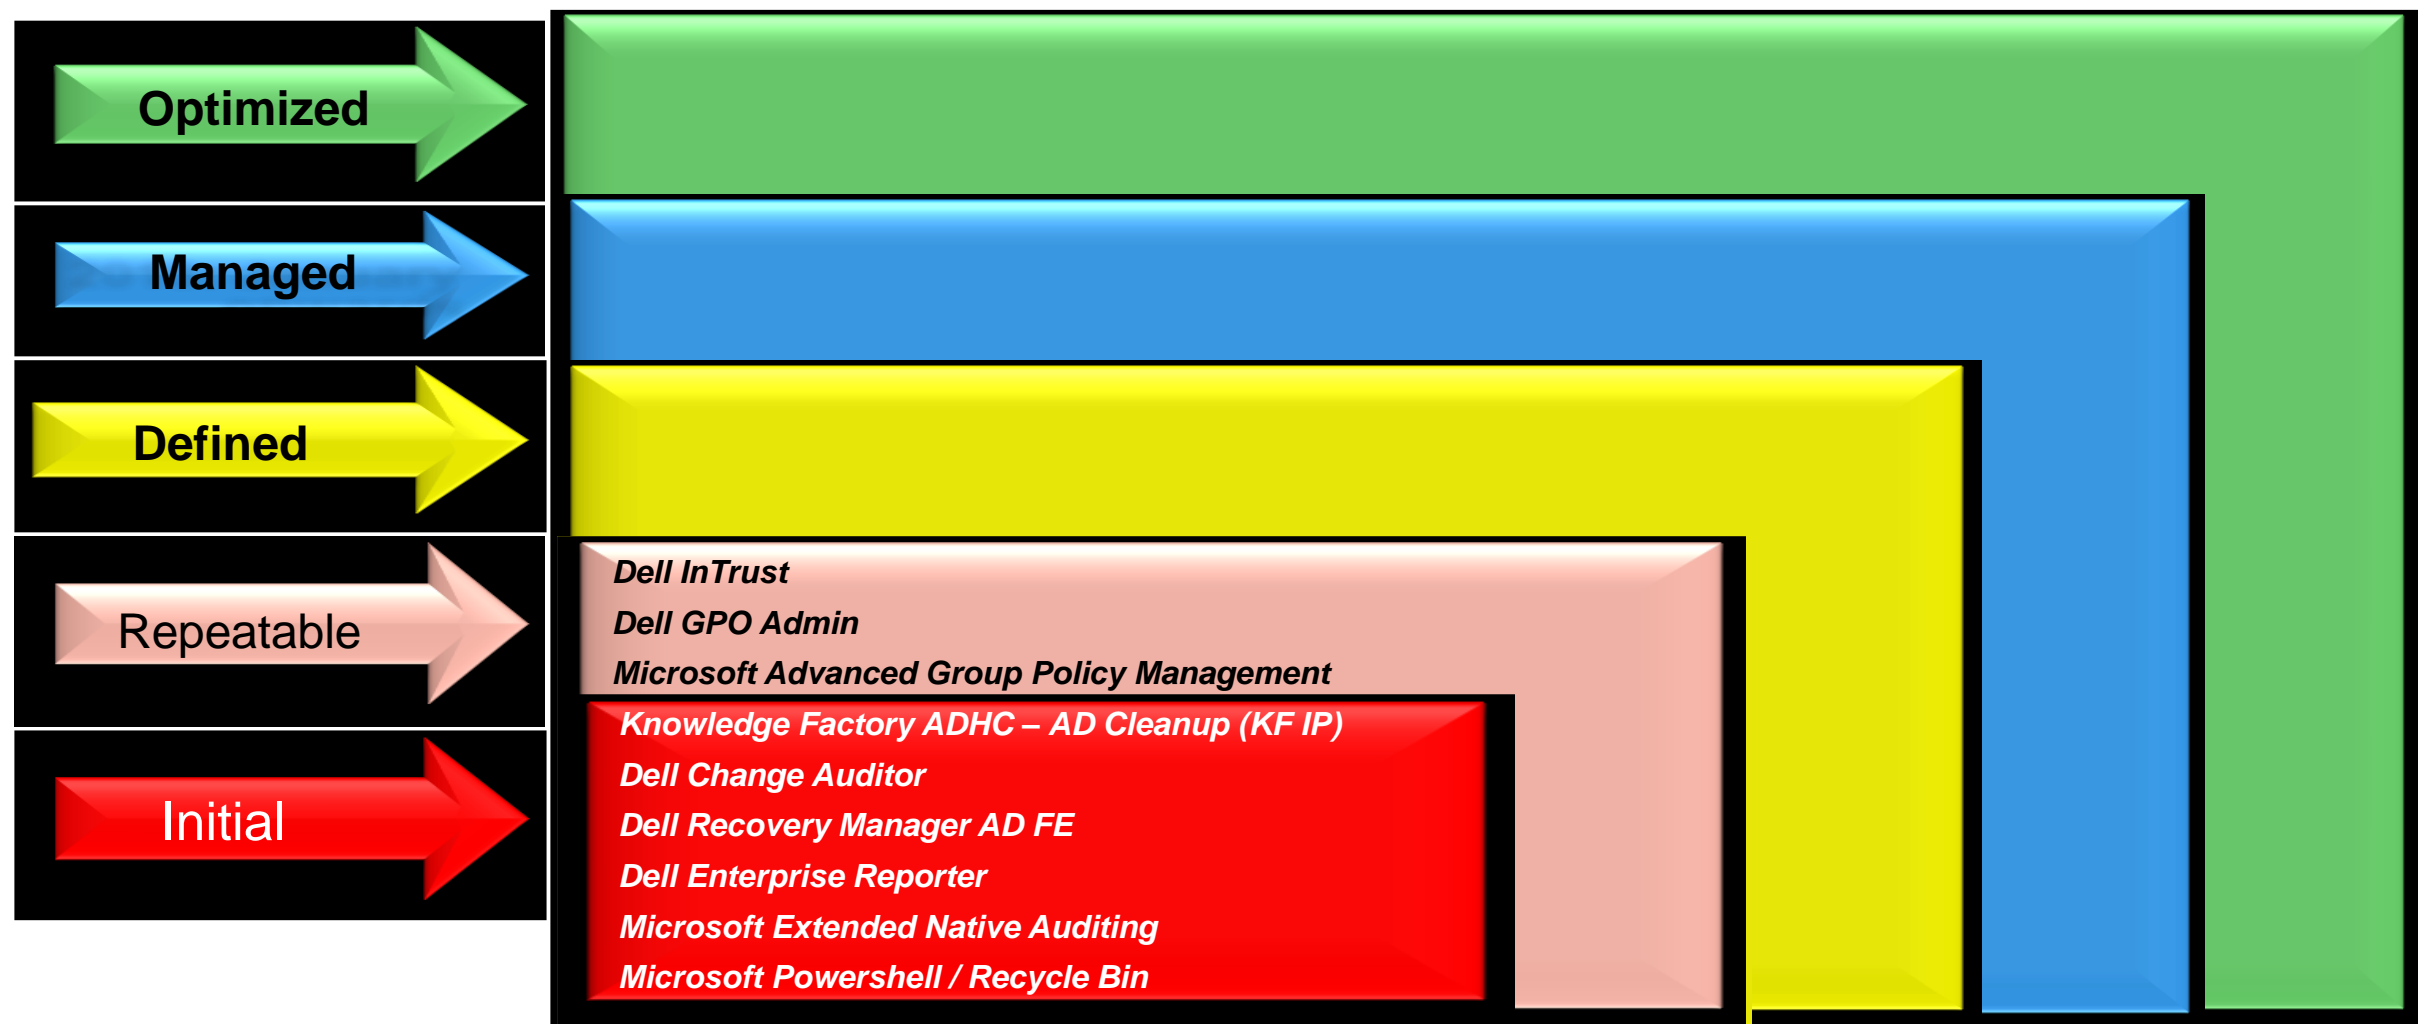 Optimized
Managed
Defined
Repeatable
Initial
Dell InTrust
Dell GPO Admin
Microsoft Advanced Group Policy Management
Knowledge Factory ADHC – AD Cleanup (KF IP)
Dell Change Auditor
Dell Recovery Manager AD FE
Dell Enterprise Reporter
Microsoft Extended Native Auditing
Microsoft Powershell / Recycle Bin